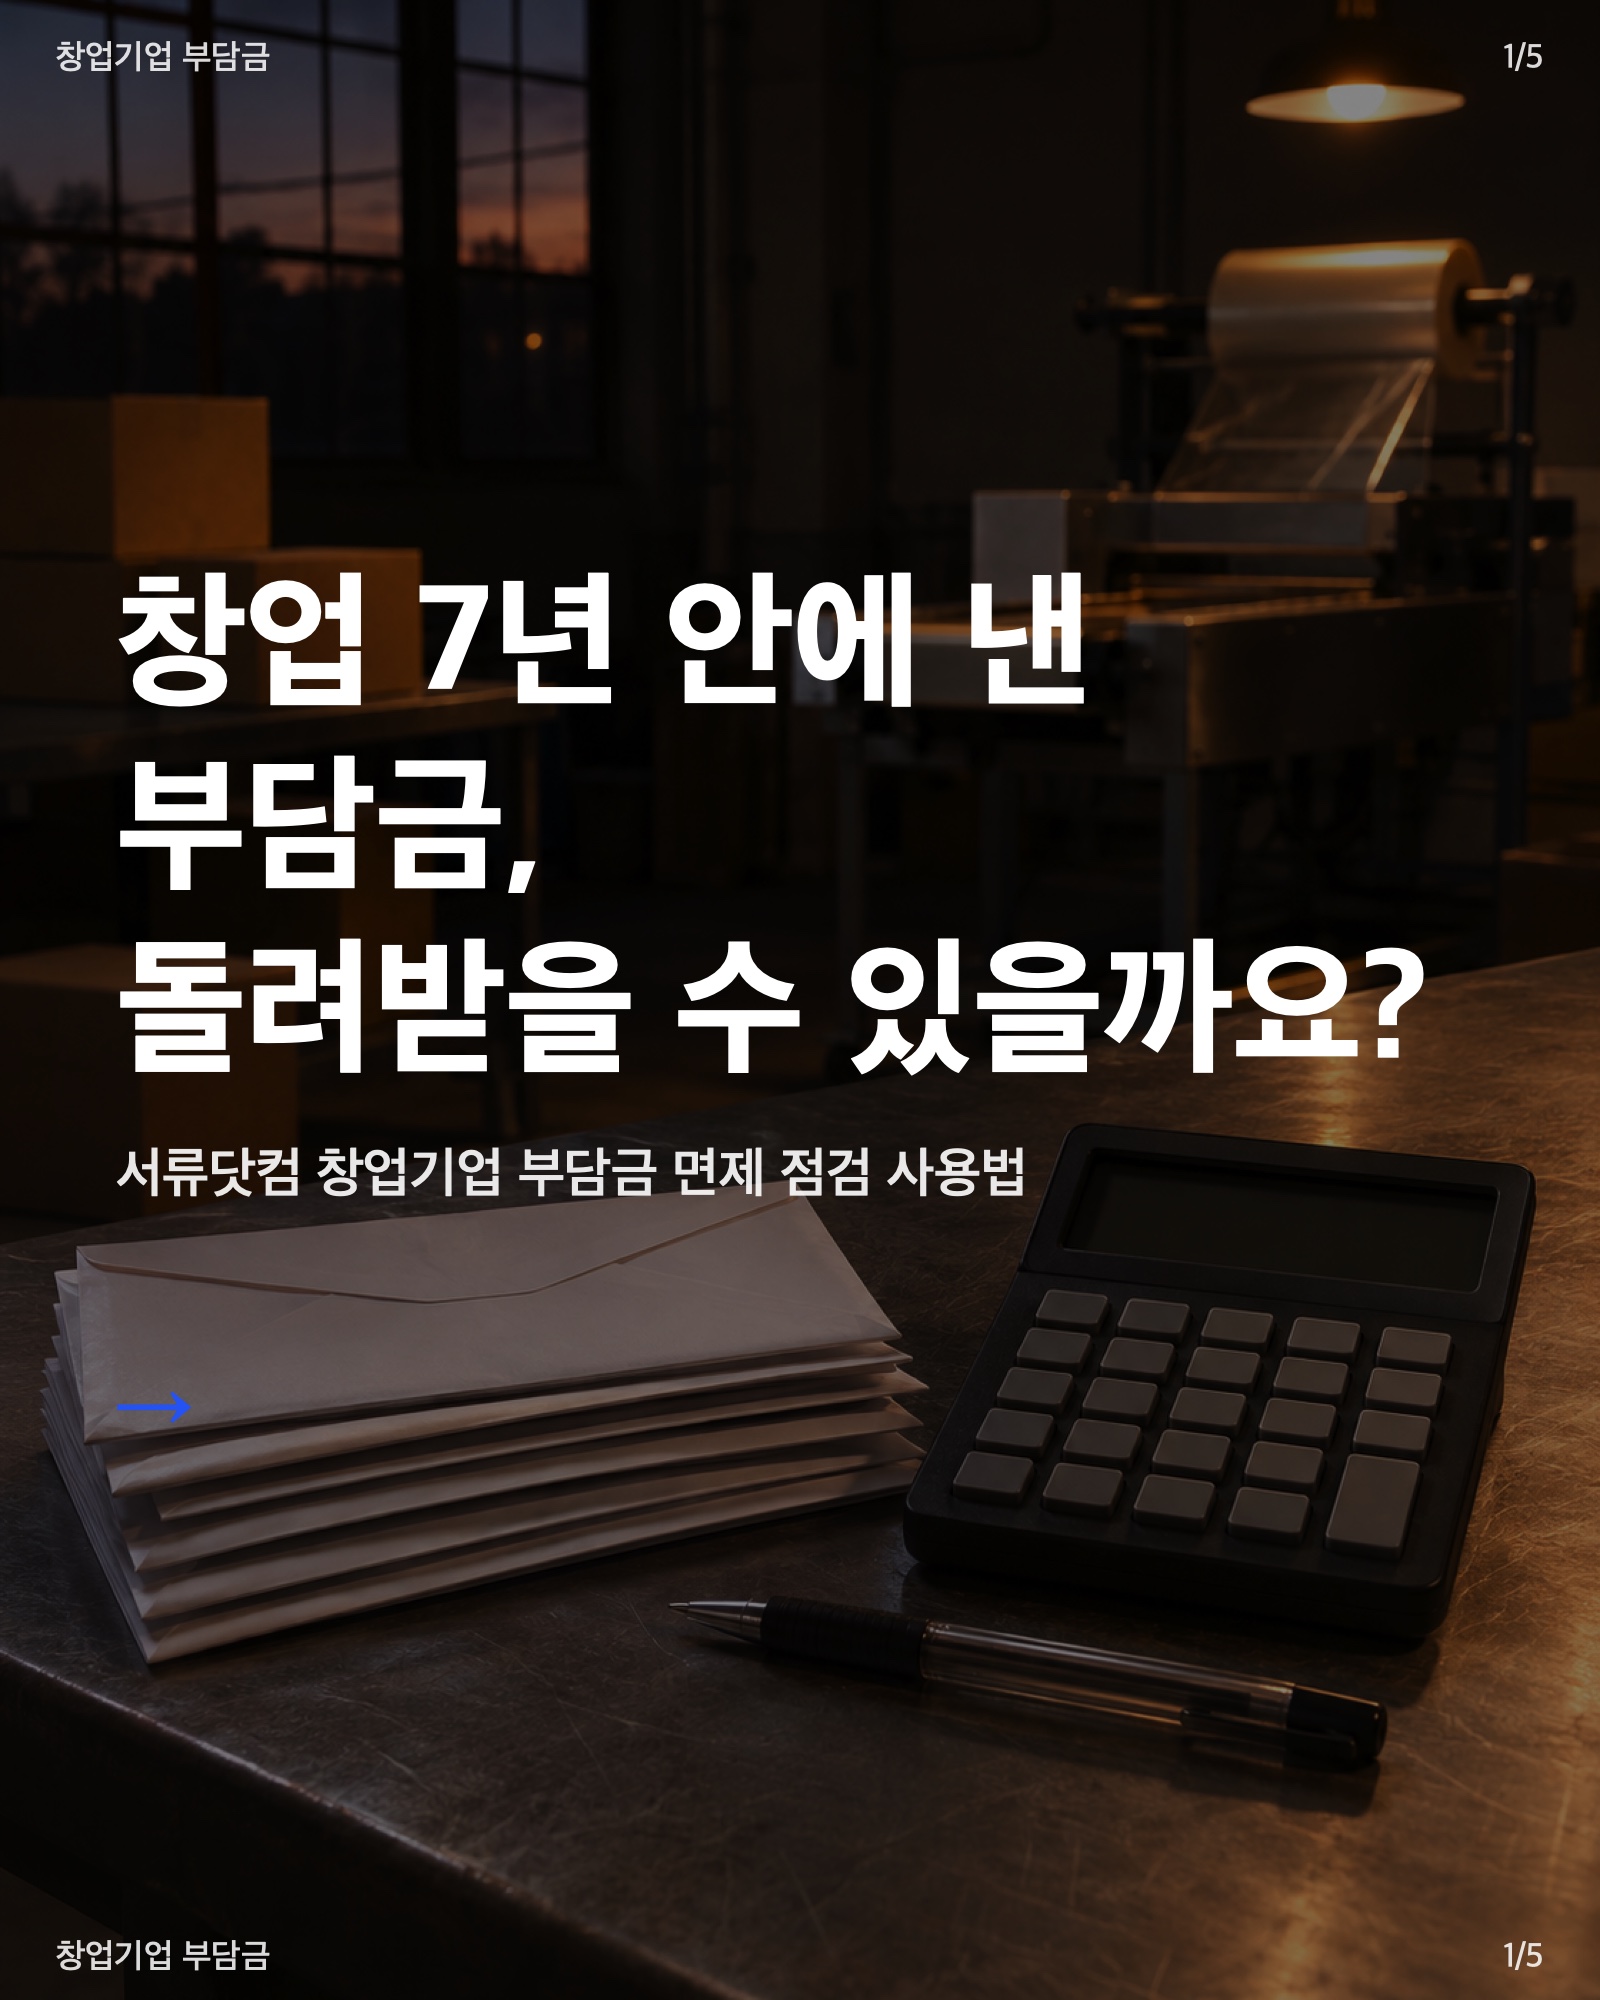 창업기업 부담금
1/5
창업 7년 안에 낸
부담금,
돌려받을 수 있을까요?
서류닷컴 창업기업 부담금 면제 점검 사용법
→
창업기업 부담금
1/5